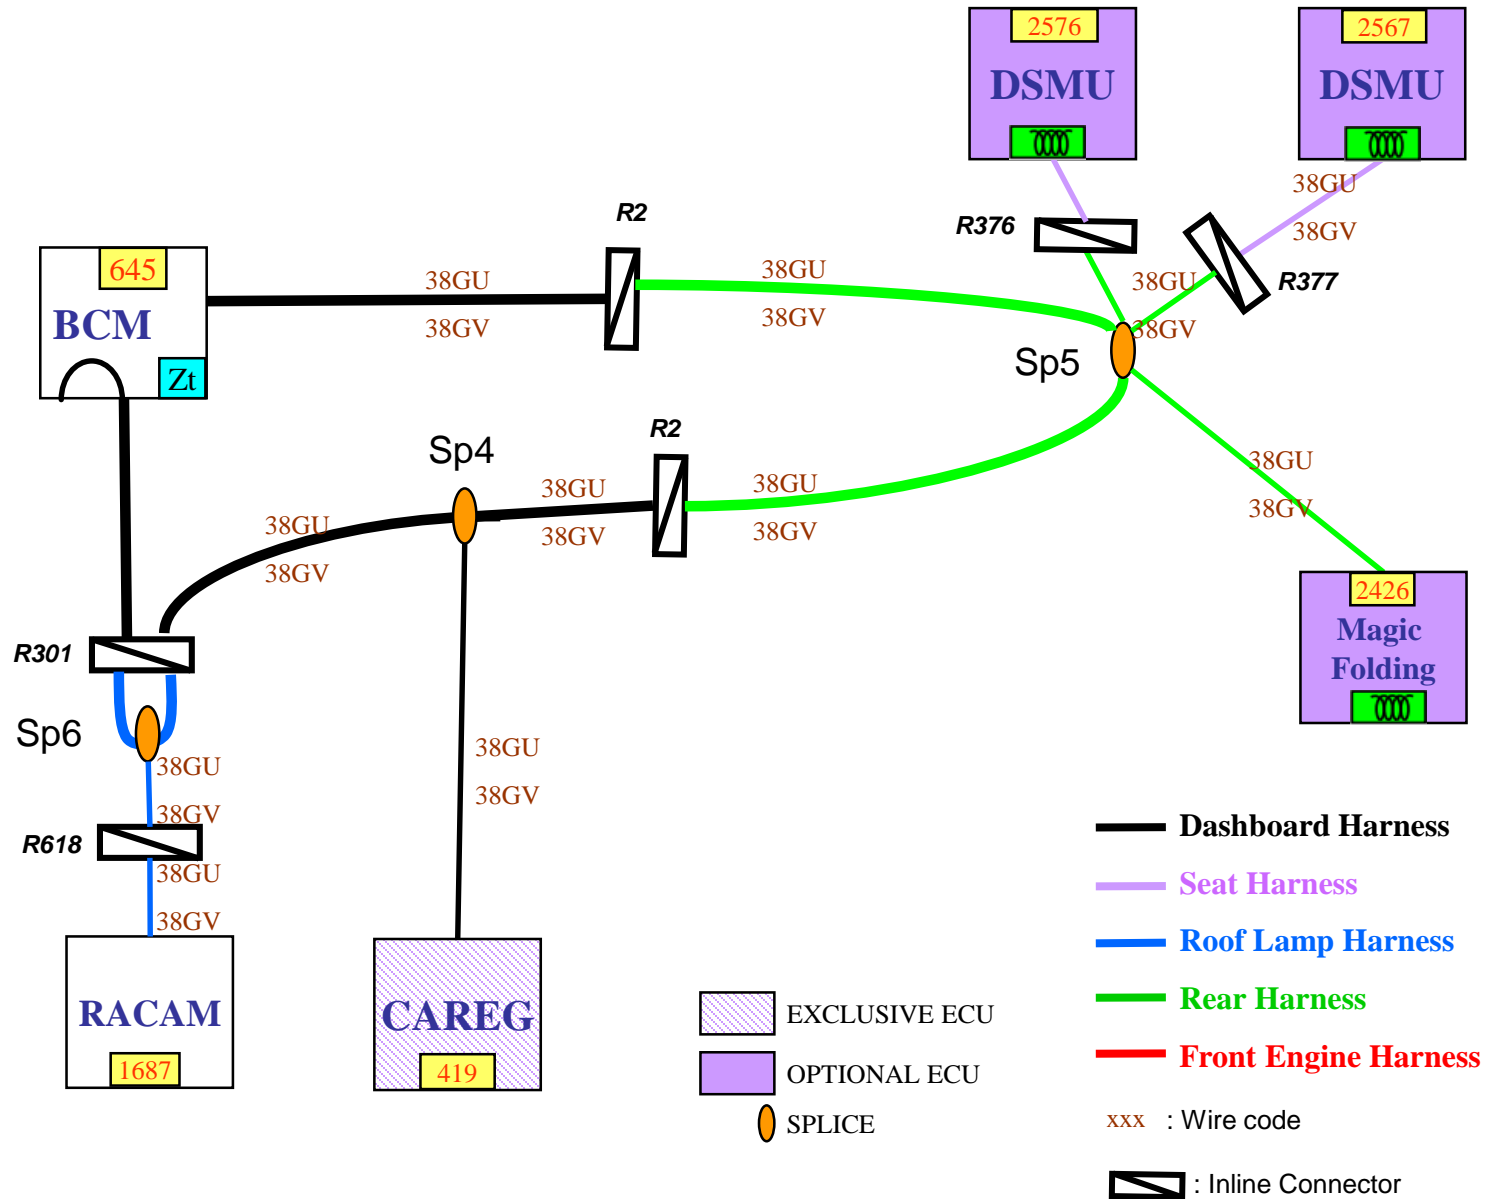 2576
DSMU
2567
DSMU
38GU
38GV
R2
R376
R377
645
BCM
Zt
38GU
38GV
38GU
38GV
38GU
38GV
Sp5
R2
Sp4
38GU
38GV
38GU
38GV
38GU
38GV
38GU
38GV
2426
Magic
Folding
R301
Sp6
38GU
38GV
R618
38GU
38GV
38GU
38GV
RACAM
1687
CAREG
419
EXCLUSIVE ECU
OPTIONAL ECU
SPLICE
Dashboard Harness
Seat Harness
Roof Lamp Harness
Rear Harness
Front Engine Harness
xxx : Wire code
: Inline Connector